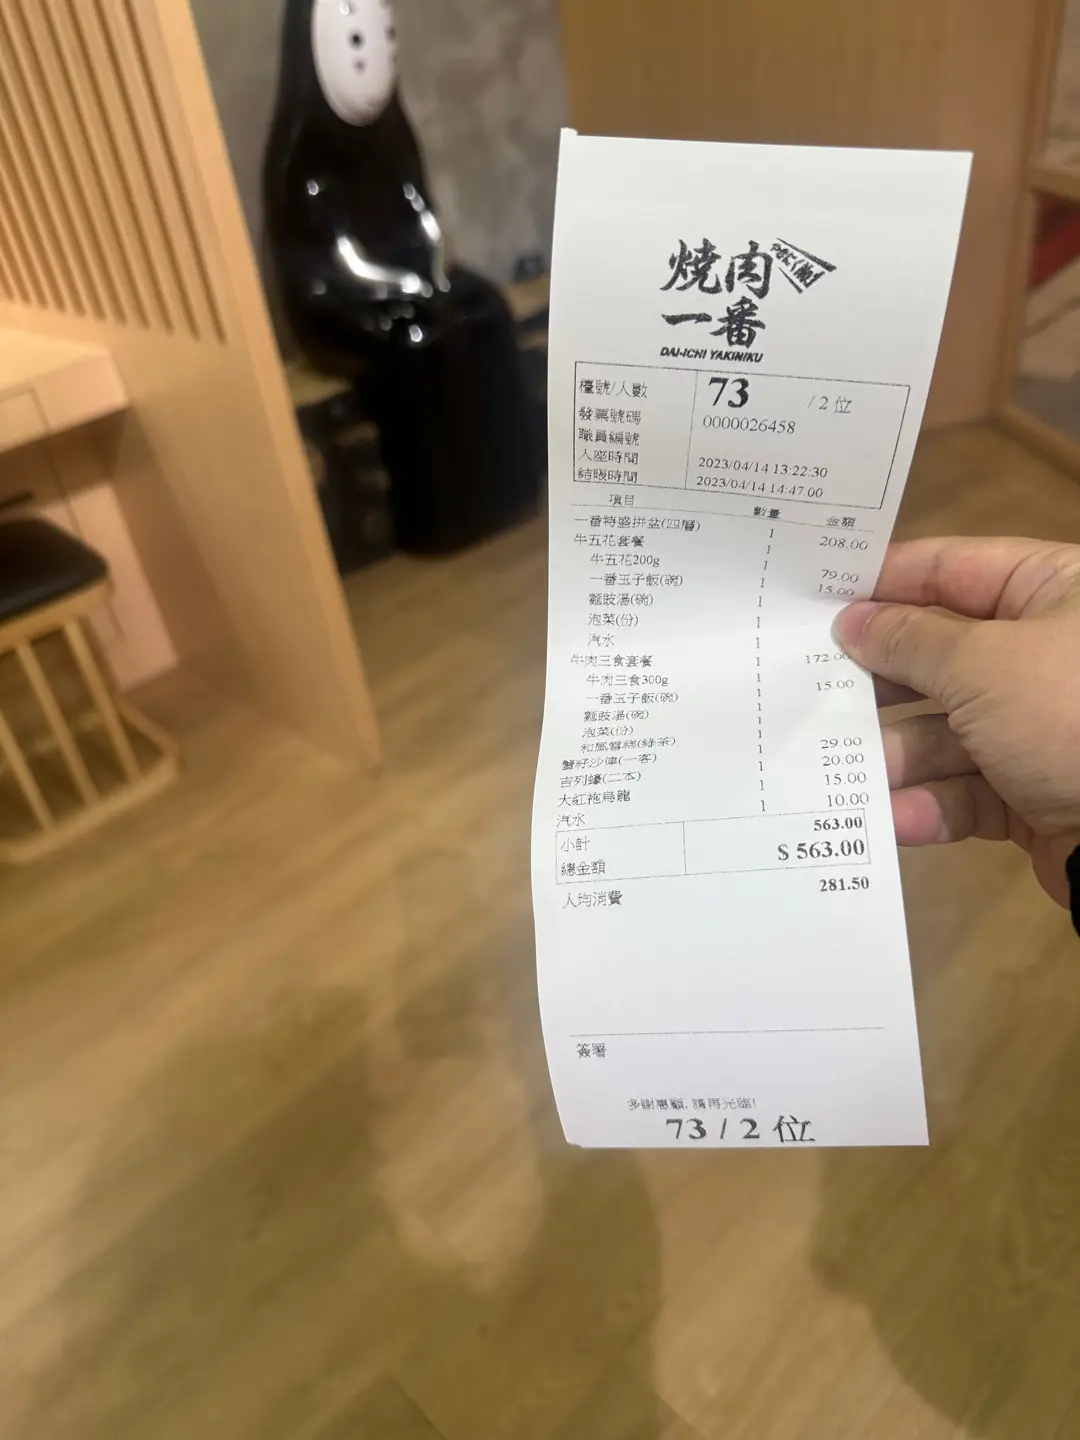 燒肉
一番
DAI-ICHI YAKINIKU
檯號/人數 73 / 2 位
發票號碼 0000026458
職員編號
入座時間 2023/04/14 13:22:30
結賬時間 2023/04/14 14:47:00
項目 數量 金額
一番特盛拼盆(四層) 1 208.00
牛五花套餐 1
牛五花200g 1 79.00
一番玉子飯(碗) 1 15.00
麵豉湯(碗) 1
泡菜(份) 1
汽水 1
牛肉三食套餐 1 172.00
牛肉三食300g 1
一番玉子飯(碗) 1 15.00
麵豉湯(碗) 1
泡菜(份) 1
和風雪糕(綠茶) 1
蟹籽沙律(一客) 1 29.00
吉列蠔(二本) 1 20.00
大紅袍烏龍 1 15.00
汽水 1 10.00
小計 563.00
總金額 $ 563.00
人均消費 281.50
簽署
多謝惠顧, 請再光臨!
73 / 2 位